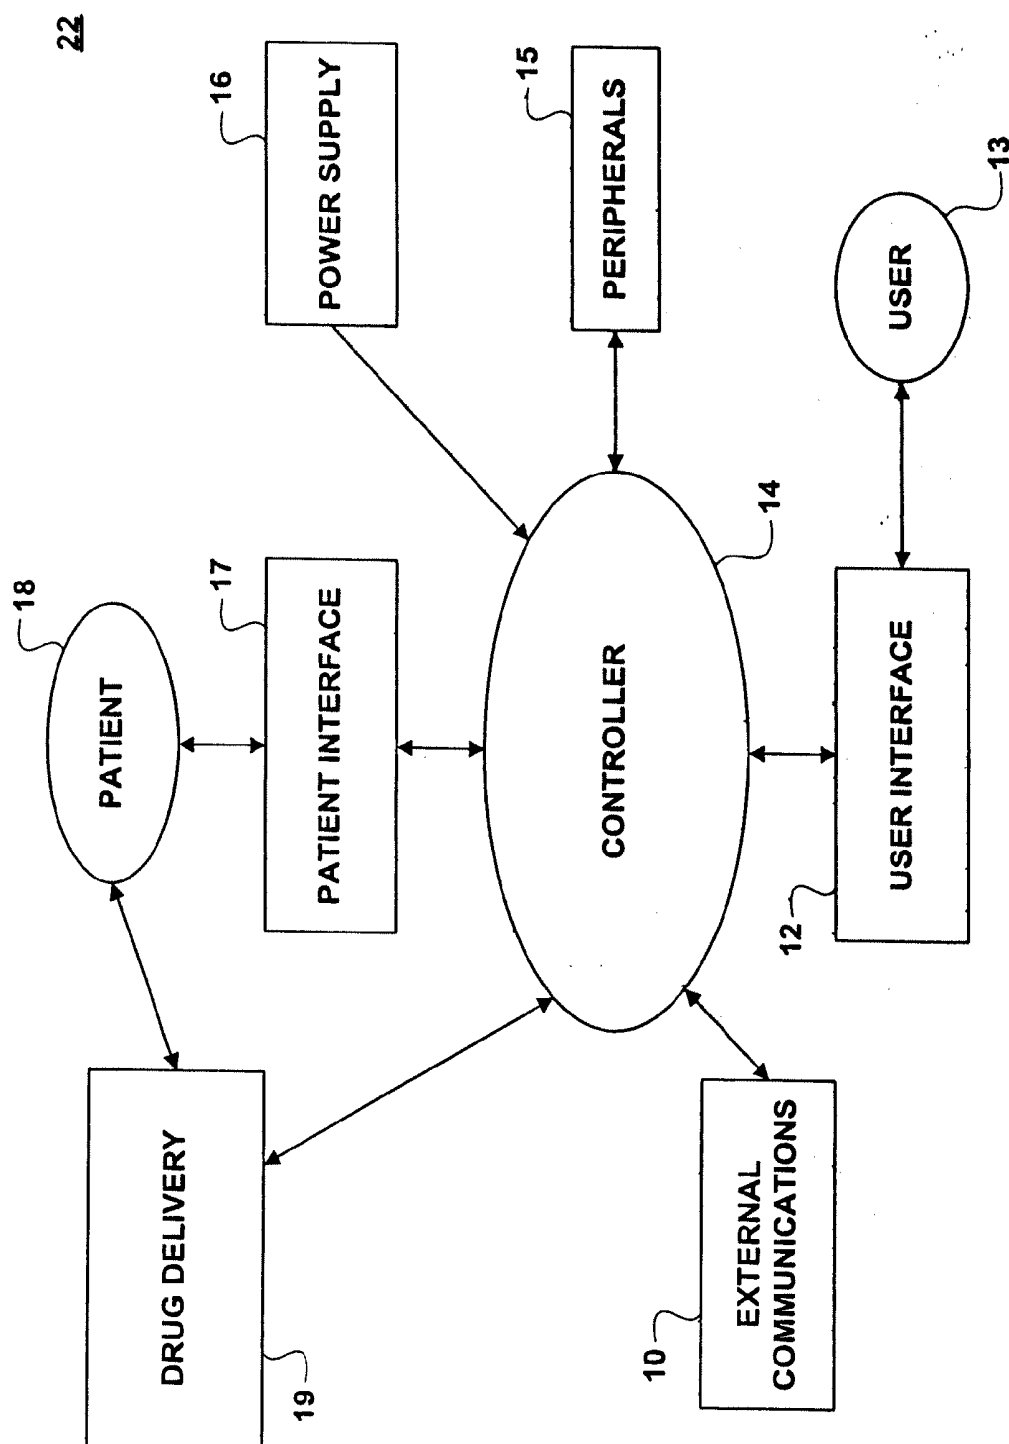 22
18
PATIENT
DRUG DELIVERY
19
17
PATIENT INTERFACE
16
POWER SUPPLY
CONTROLLER
14
15
PERIPHERALS
10
EXTERNAL
COMMUNICATIONS
12
USER INTERFACE
USER
13